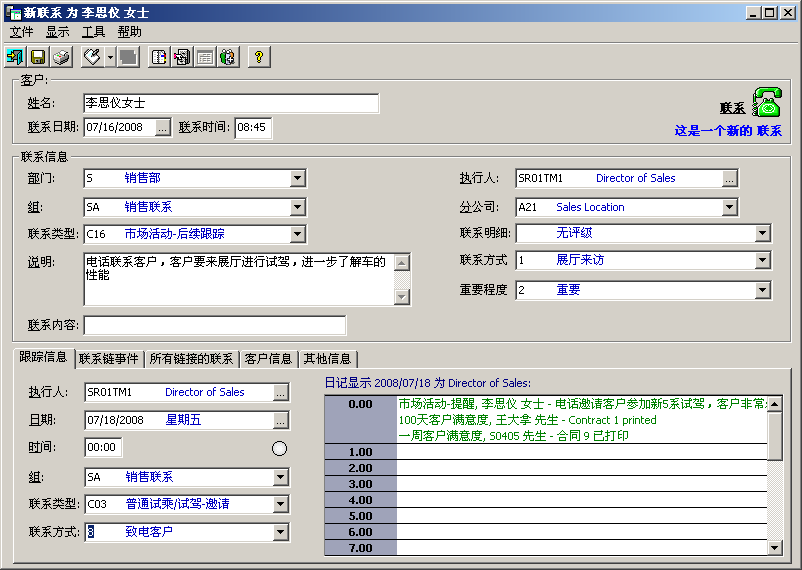 新联系 为 李思仪 女士
文件 显示 工具 帮助
客户:
姓名: 李思仪女士
联系
联系日期: 07/16/2008 ... 联系时间: 08:45
这是一个新的 联系
联系信息
部门: S 销售部
执行人: SR01TM1 Director of Sales ...
组: SA 销售联系
分公司: A21 Sales Location
联系类型: C16 市场活动-后续跟踪
联系明细: 无评级
说明: 电话联系客户，客户要来展厅进行试驾，进一步了解车的
性能
联系方式 1 展厅来访
重要程度 2 重要
联系内容:
跟踪信息 联系链事件 所有链接的联系 客户信息 其他信息
执行人: SR01TM1 Director of Sales ...
日期: 07/18/2008 星期五 ...
时间: 00:00
组: SA 销售联系
联系类型: C03 普通试乘/试驾-邀请
联系方式: 8 致电客户
日记显示 2008/07/18 为 Director of Sales:
0.00 市场活动-提醒, 李思仪 女士 - 电话邀请客户参加新5系试驾，客户非常
100天客户满意度, 王大拿 先生 - Contract 1 printed
一周客户满意度, S0405 先生 - 合同 9 已打印
1.00
2.00
3.00
4.00
5.00
6.00
7.00